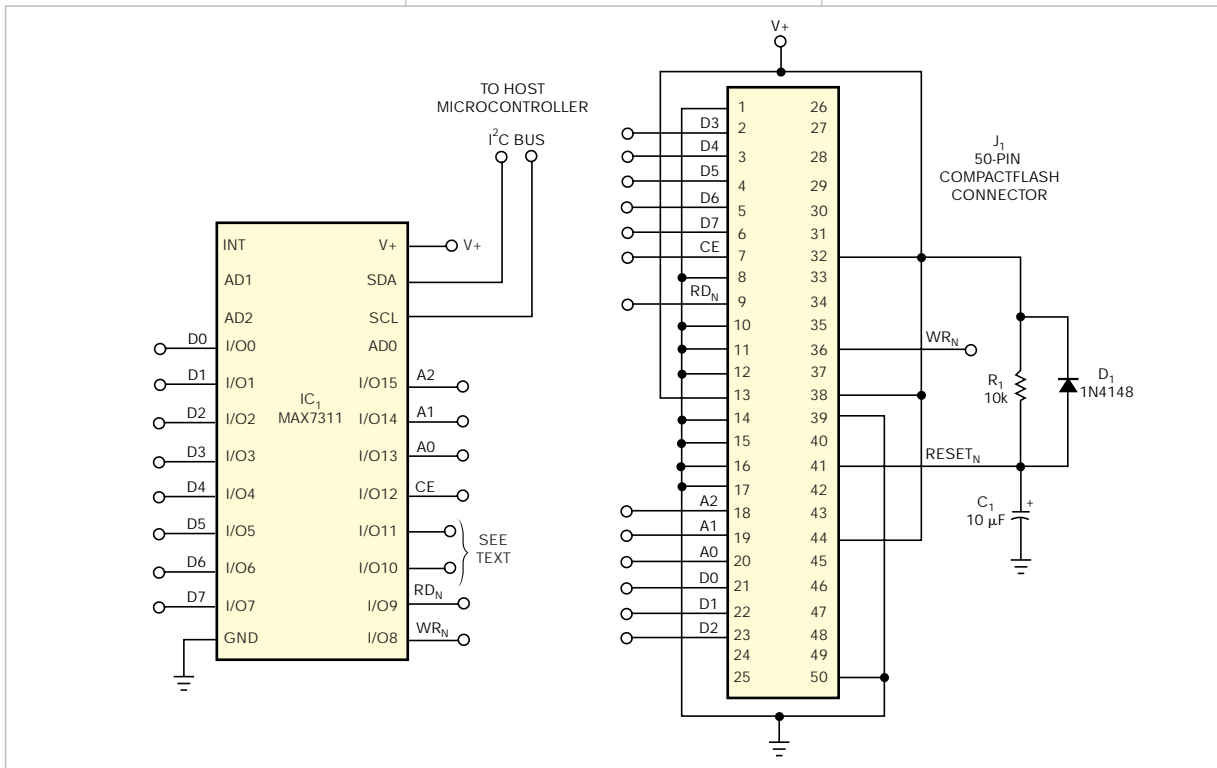 TO HOST
MICROCONTROLLER
I²C BUS
INT
AD1
AD2
I/O0
I/O1
I/O2
I/O3
I/O4
I/O5
I/O6
I/O7
GND
D0
D1
D2
D3
D4
D5
D6
D7
IC₁
MAX7311
V+
SDA
SCL
AD0
I/O15
I/O14
I/O13
I/O12
I/O11
I/O10
I/O9
I/O8
V+
A2
A1
A0
CE
SEE
TEXT
RD_N
WR_N
V+
D3
D4
D5
D6
D7
CE
RD_N
A2
A1
A0
D0
D1
D2
1 26
2 27
3 28
4 29
5 30
6 31
7 32
8 33
9 34
10 35
11 36
12 37
13 38
14 39
15 40
16 41
17 42
18 43
19 44
20 45
21 46
22 47
23 48
24 49
25 50
J₁
50-PIN
COMPACTFLASH
CONNECTOR
WR_N
R₁
10k
D₁
1N4148
RESET_N
C₁
10 μF
+